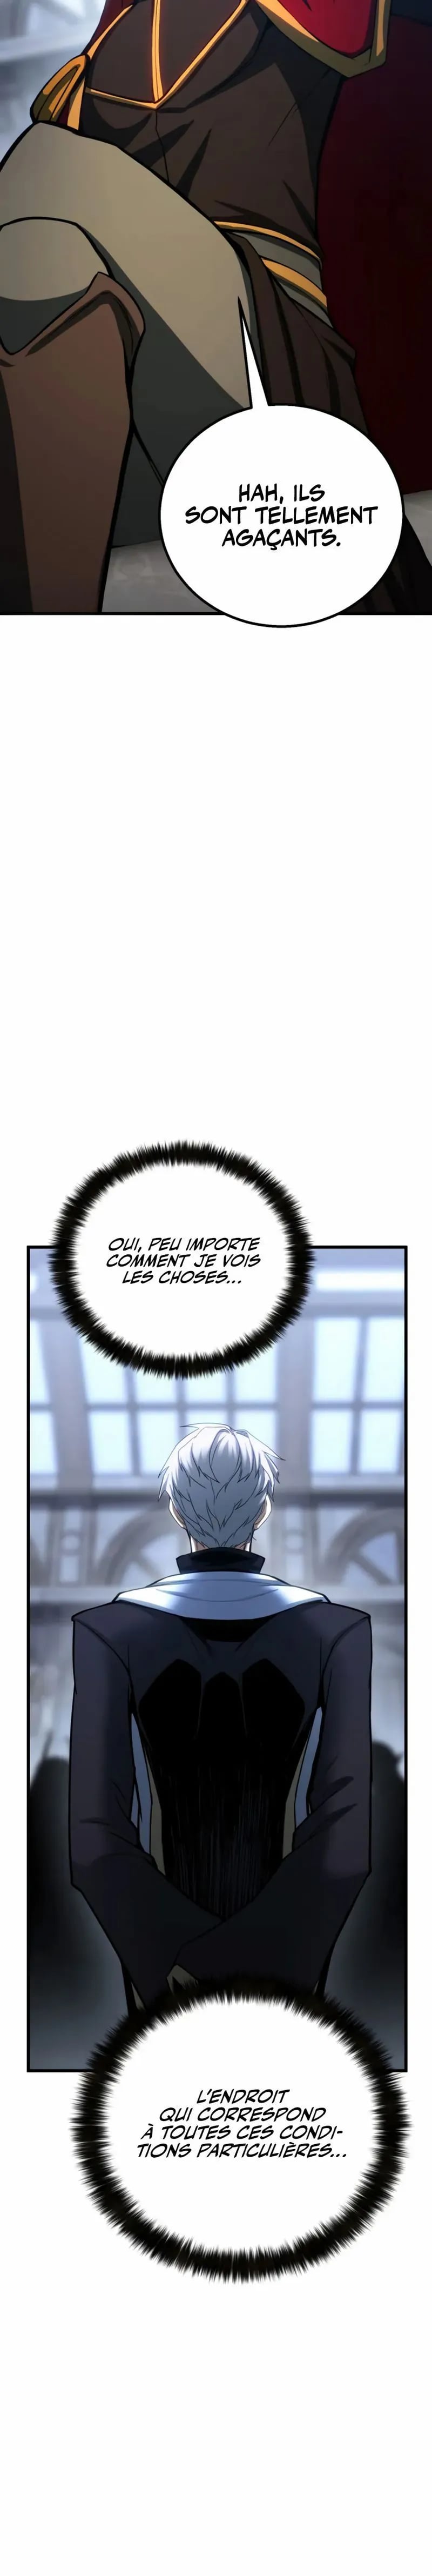 HAH, ILS
SONT TELLEMENT
AGAÇANTS.
OUI, PEU IMPORTE
COMMENT JE VOIS
LES CHOSES...
L'ENDROIT
QUI CORRESPOND
À TOUTES CES CONDI-
TIONS PARTICULIÈRES...